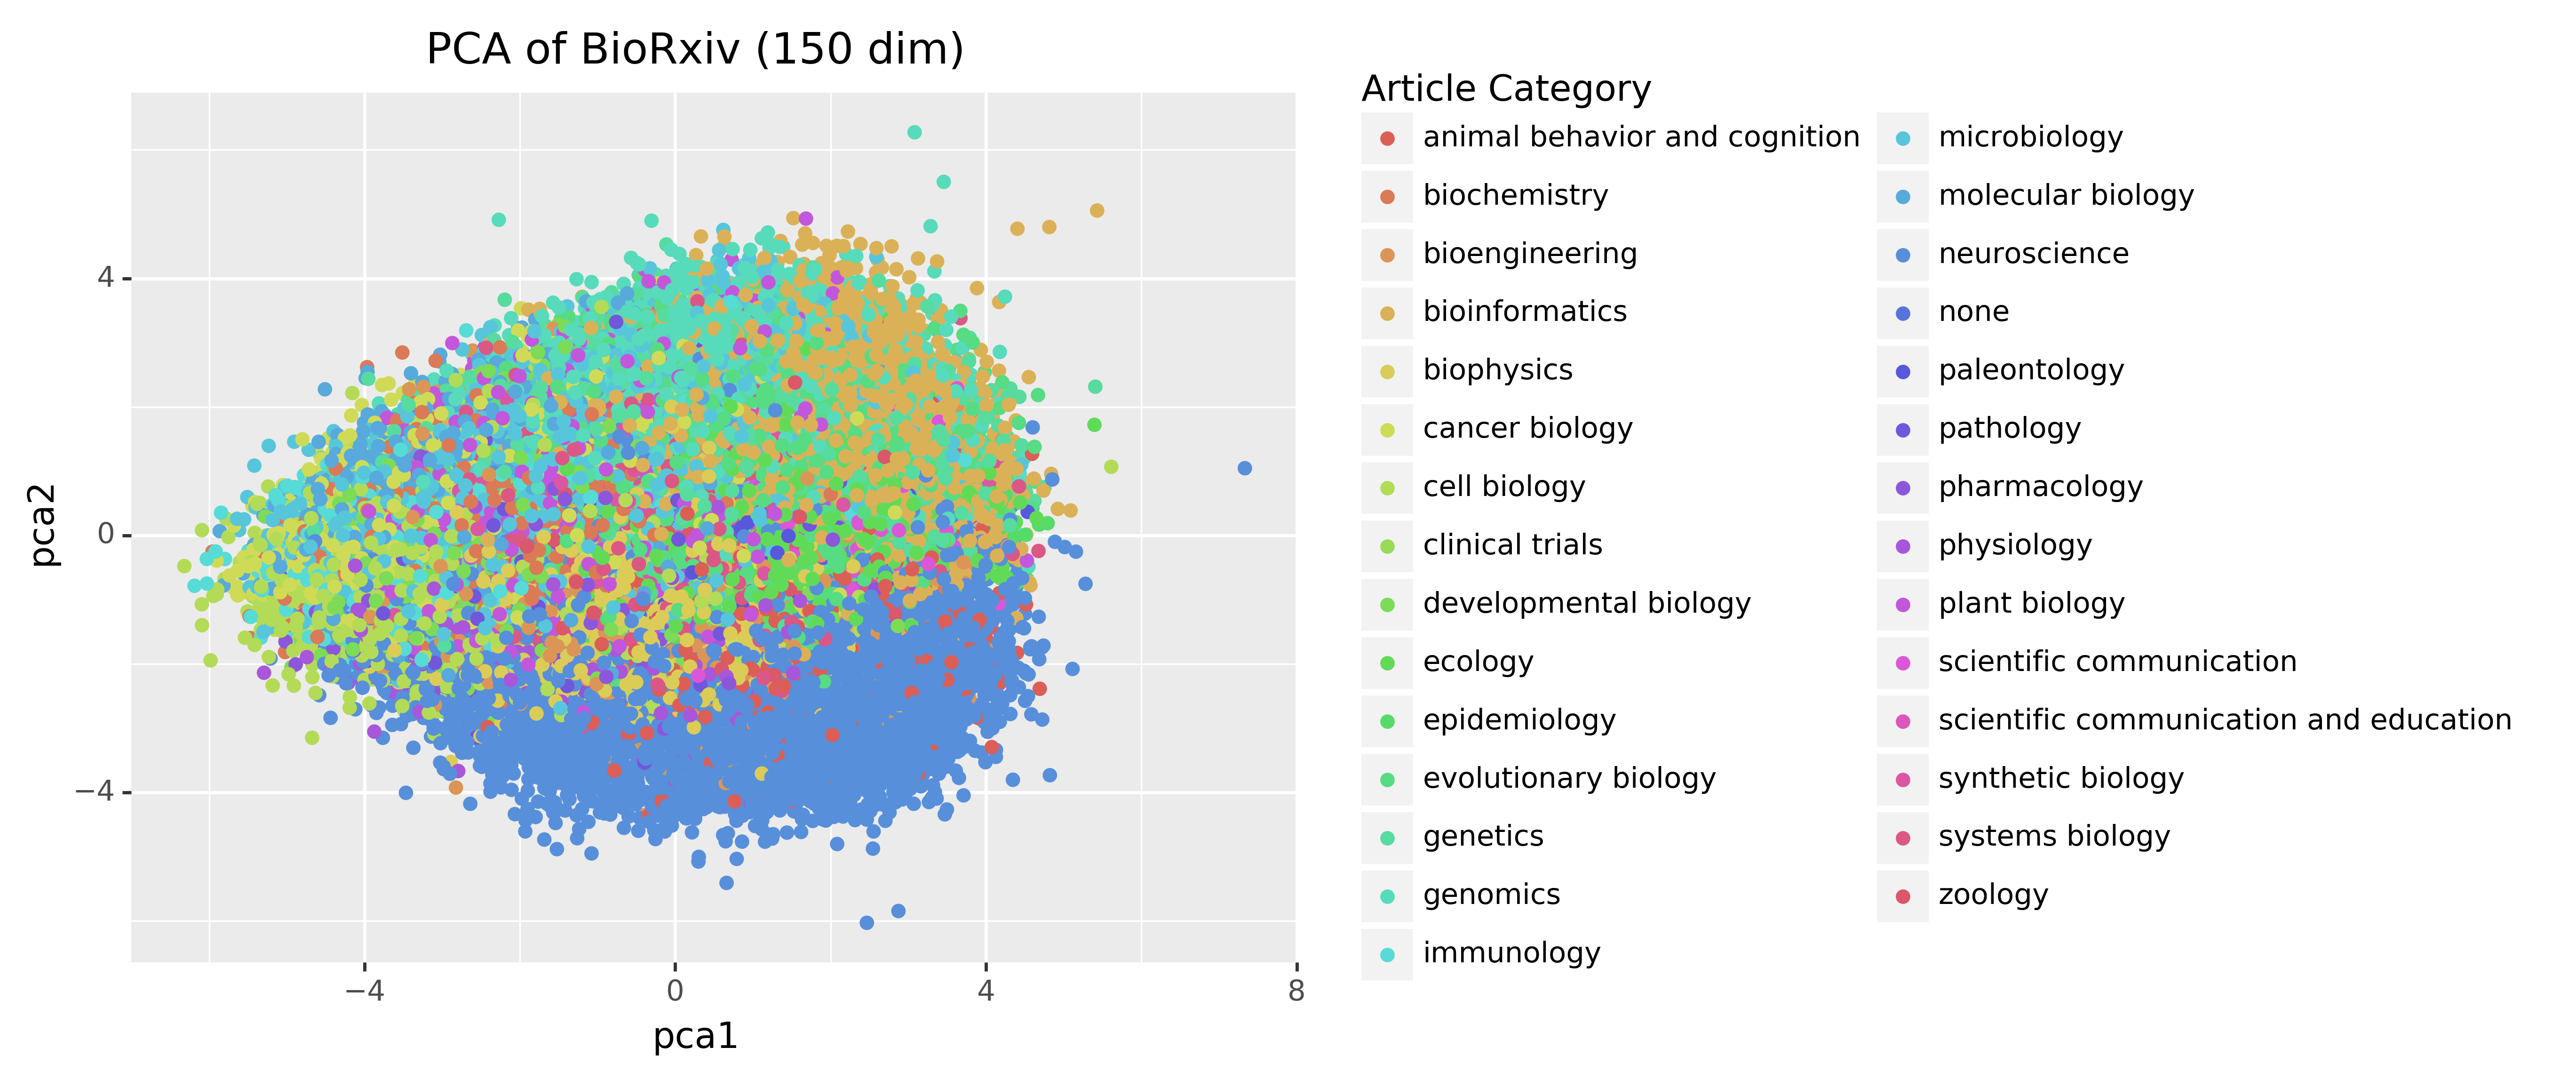 PCA of BioRxiv (150 dim)
pca2
4
0
−4
−4
0
4
8
pca1
Article Category
animal behavior and cognition
biochemistry
bioengineering
bioinformatics
biophysics
cancer biology
cell biology
clinical trials
developmental biology
ecology
epidemiology
evolutionary biology
genetics
genomics
immunology
microbiology
molecular biology
neuroscience
none
paleontology
pathology
pharmacology
physiology
plant biology
scientific communication
scientific communication and education
synthetic biology
systems biology
zoology